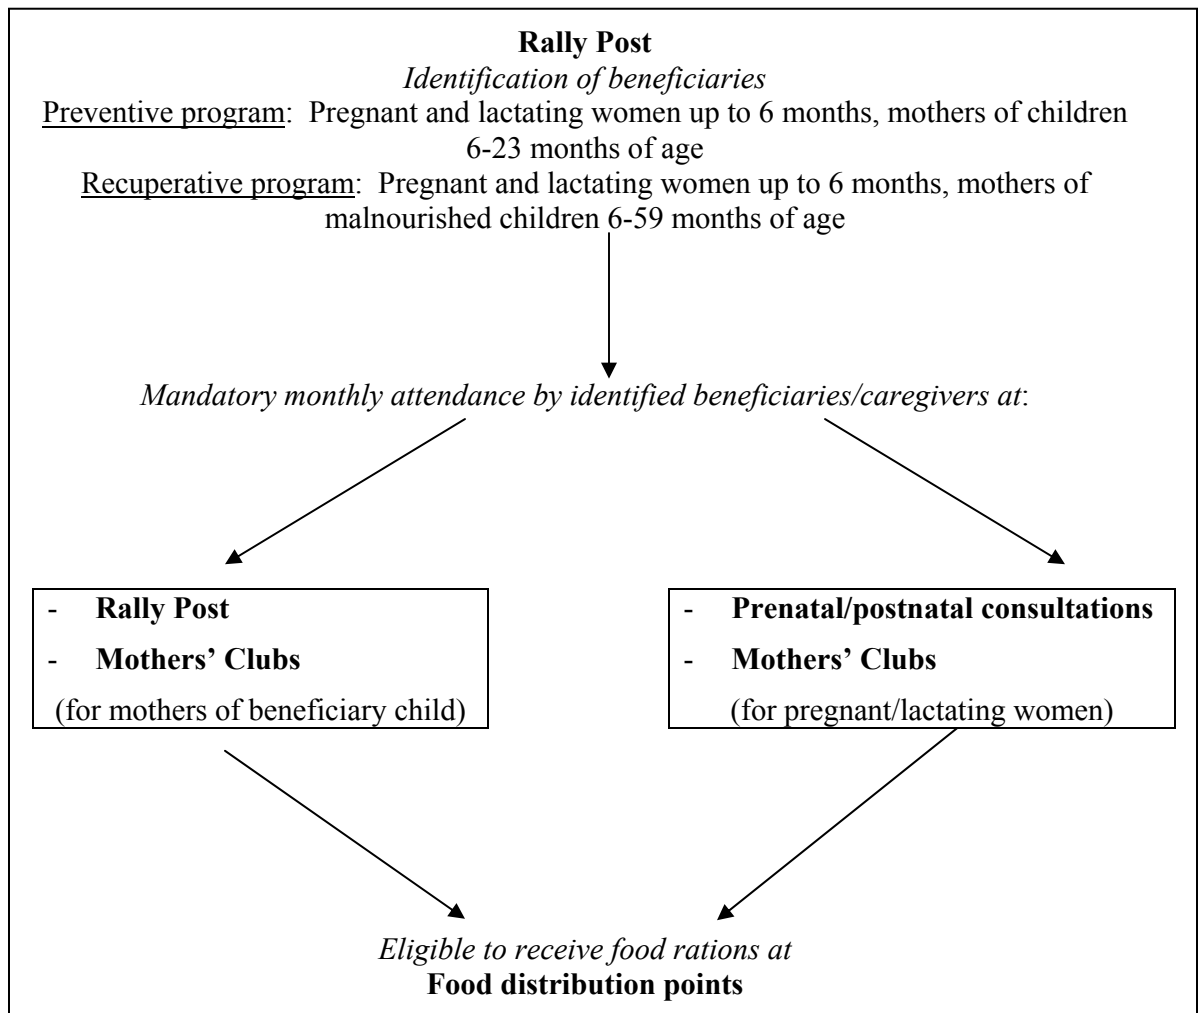 Rally Post
Identification of beneficiaries
Preventive program: Pregnant and lactating women up to 6 months, mothers of children
6-23 months of age
Recuperative program: Pregnant and lactating women up to 6 months, mothers of
malnourished children 6-59 months of age
Mandatory monthly attendance by identified beneficiaries/caregivers at:
- Rally Post
- Mothers’ Clubs
(for mothers of beneficiary child)
- Prenatal/postnatal consultations
- Mothers’ Clubs
(for pregnant/lactating women)
Eligible to receive food rations at
Food distribution points